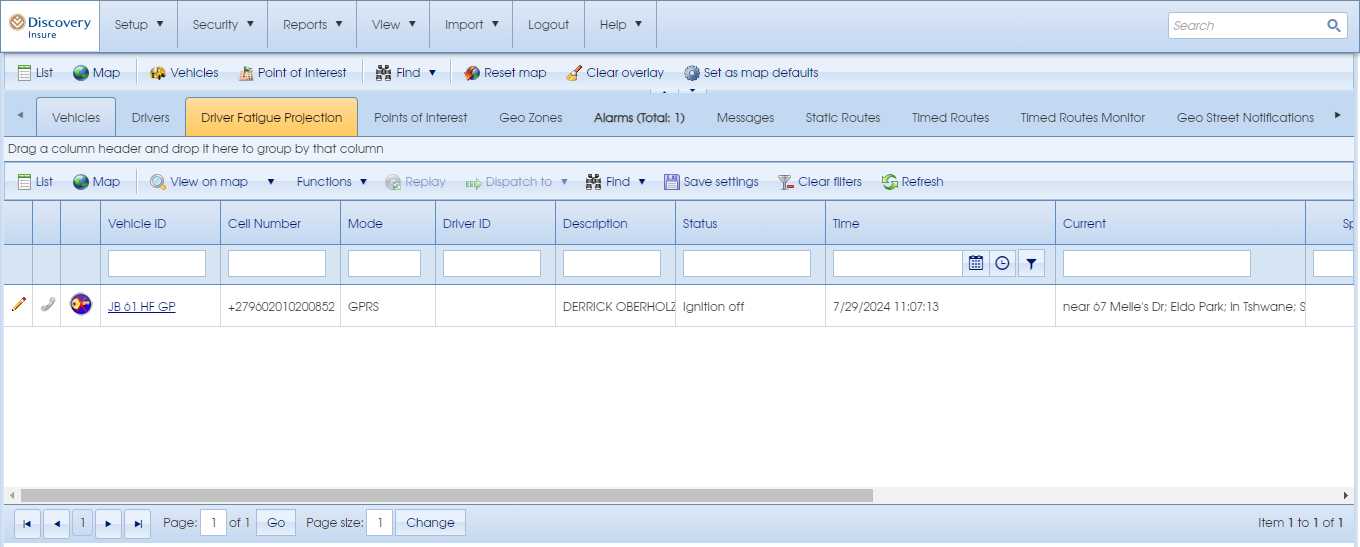 Discovery Insure Setup Security Reports View Import Logout Help Search
List Map Vehicles Point of Interest Find Reset map Clear overlay Set as map defaults
Vehicles Drivers Driver Fatigue Projection Points of Interest Geo Zones Alarms (Total: 1) Messages Static Routes Timed Routes Timed Routes Monitor Geo Street Notifications
Drag a column header and drop it here to group by that column
List Map View on map Functions Replay Dispatch to Find Save settings Clear filters Refresh
Vehicle ID Cell Number Mode Driver ID Description Status Time Current Sp
JB 61 HF GP +279602010200852 GPRS DERRICK OBERHOLZ Ignition off 7/29/2024 11:07:13 near 67 Melle's Dr; Eldo Park; in Tshwane; S
1 Page: 1 of 1 Go Page size: 1 Change Item 1 to 1 of 1